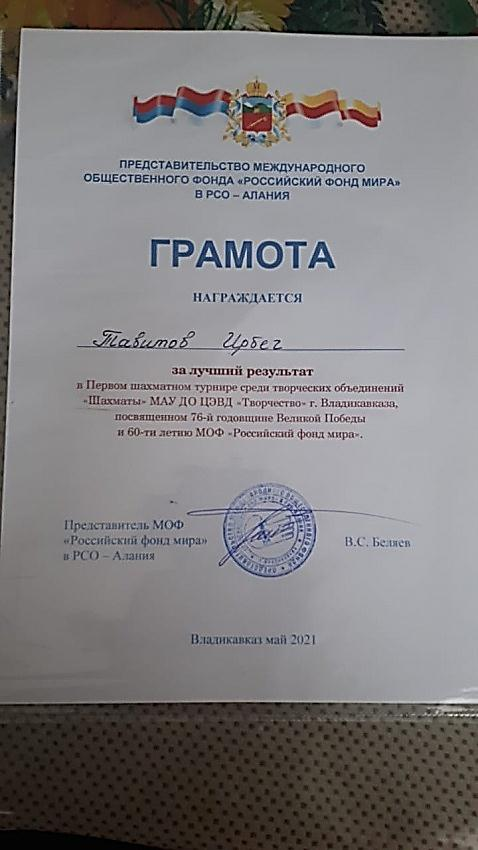 ПРЕДСТАВИТЕЛЬСТВО МЕЖДУНАРОДНОГО
ОБЩЕСТВЕННОГО ФОНДА «РОССИЙСКИЙ ФОНД МИРА»
В РСО – АЛАНИЯ
ГРАМОТА
НАГРАЖДАЕТСЯ
Тавитов Ирбег
за лучший результат
в Первом шахматном турнире среди творческих объединений
«Шахматы» МАУ ДО ЦЭВД «Творчество» г. Владикавказа,
посвященном 76-й годовщине Великой Победы
и 60-ти летию МОФ «Российский фонд мира».
Представитель МОФ
«Российский фонд мира»
в РСО – Алания
В.С. Беляев
Владикавказ май 2021